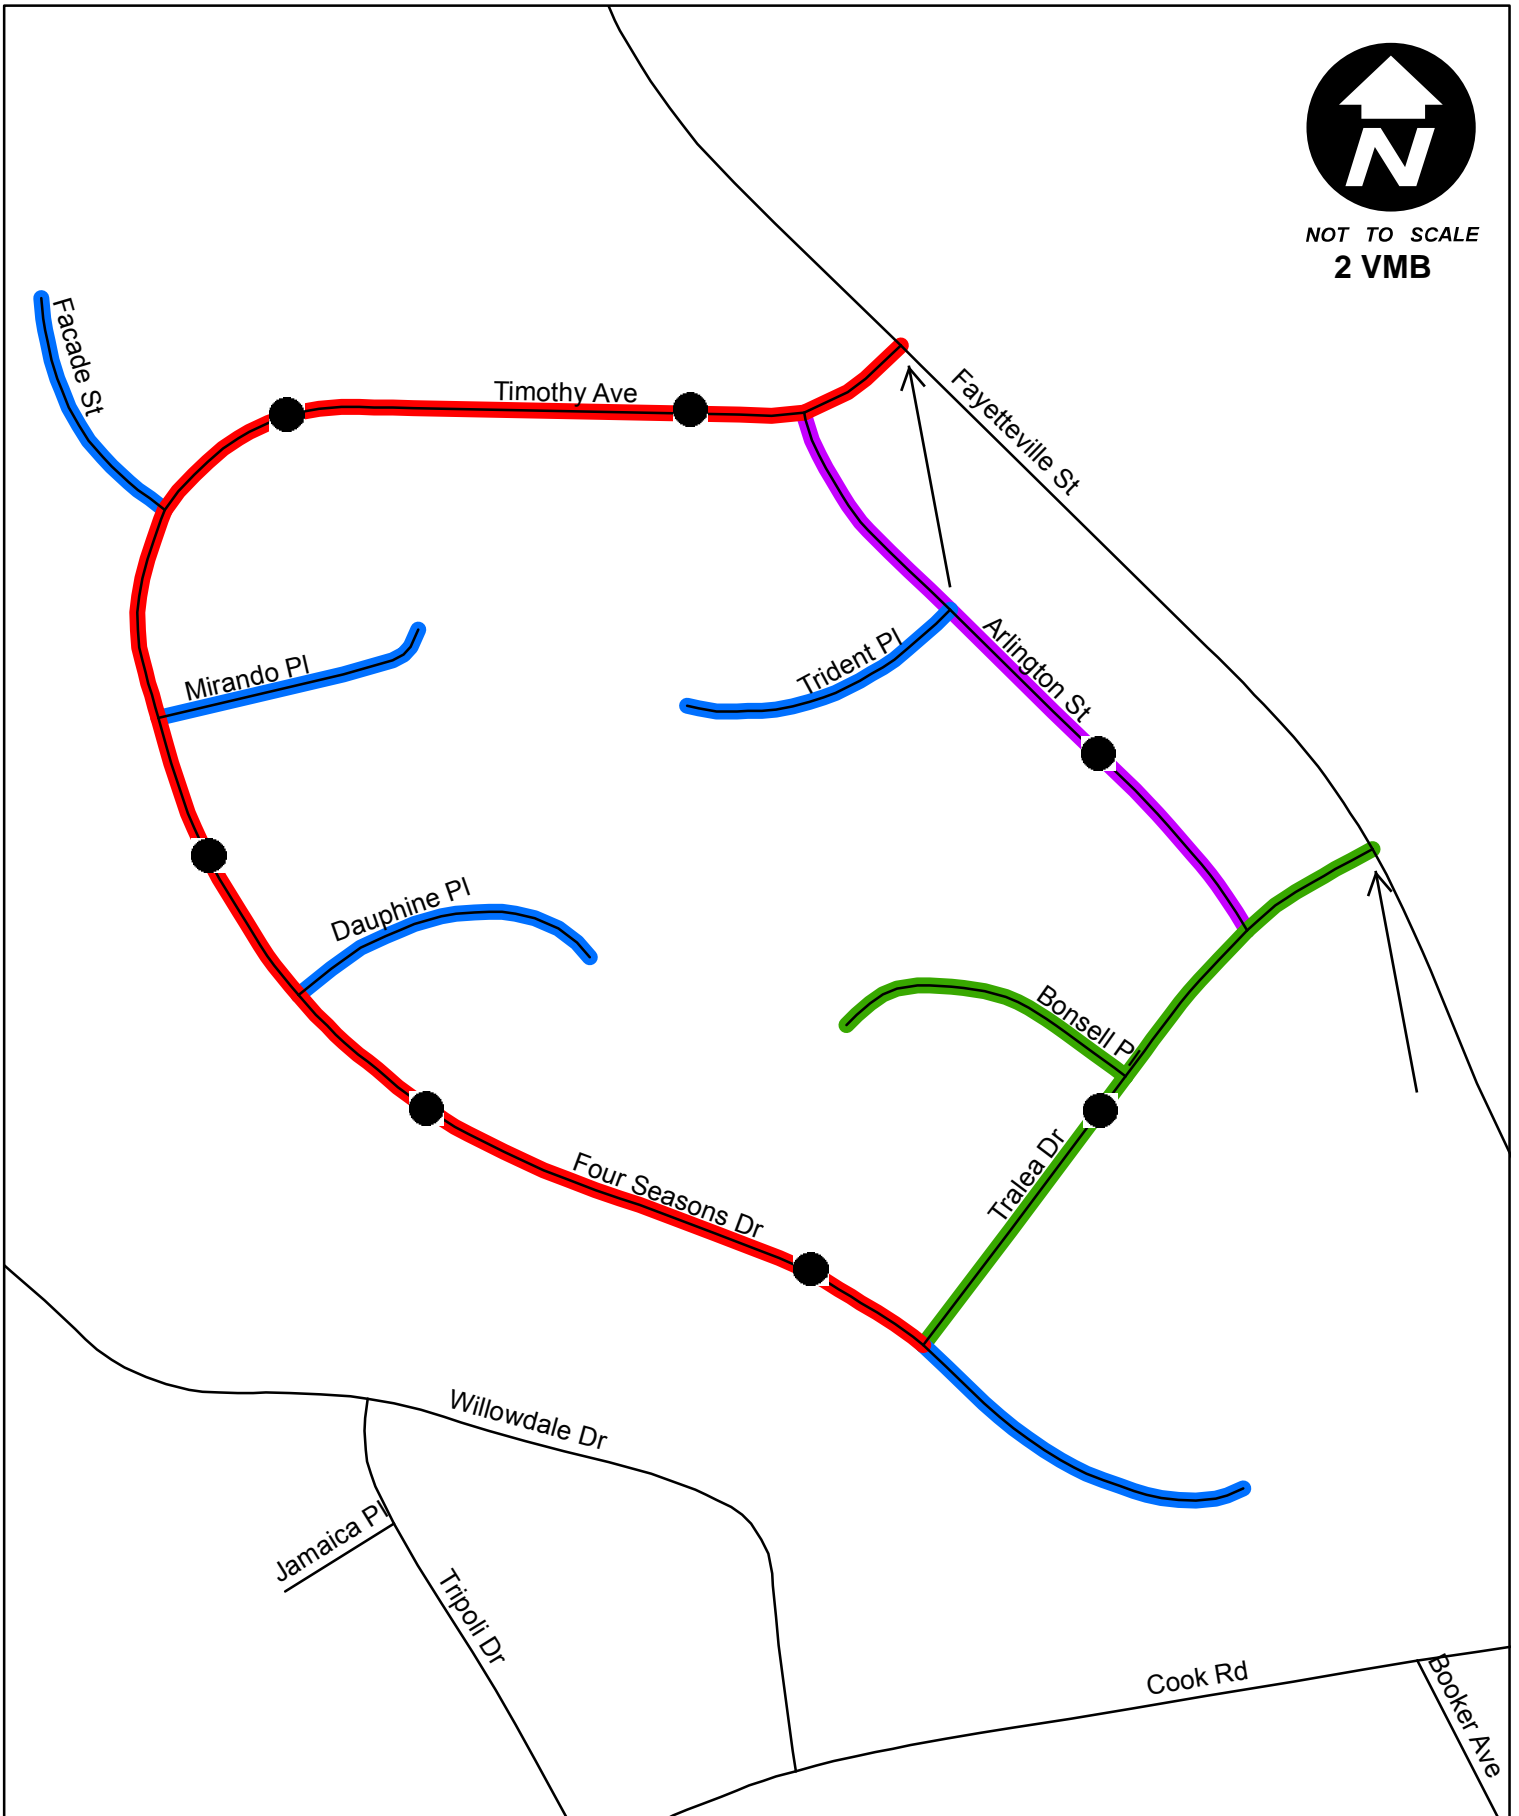 N
NOT TO SCALE
2 VMB
Facade St
Timothy Ave
Fayetteville St
Mirando Pl
Trident Pl
Arlington St
Dauphine Pl
Bonsell Pl
Tralea Dr
Four Seasons Dr
Willowdale Dr
Jamaica Pl
Tripoli Dr
Cook Rd
Booker Ave